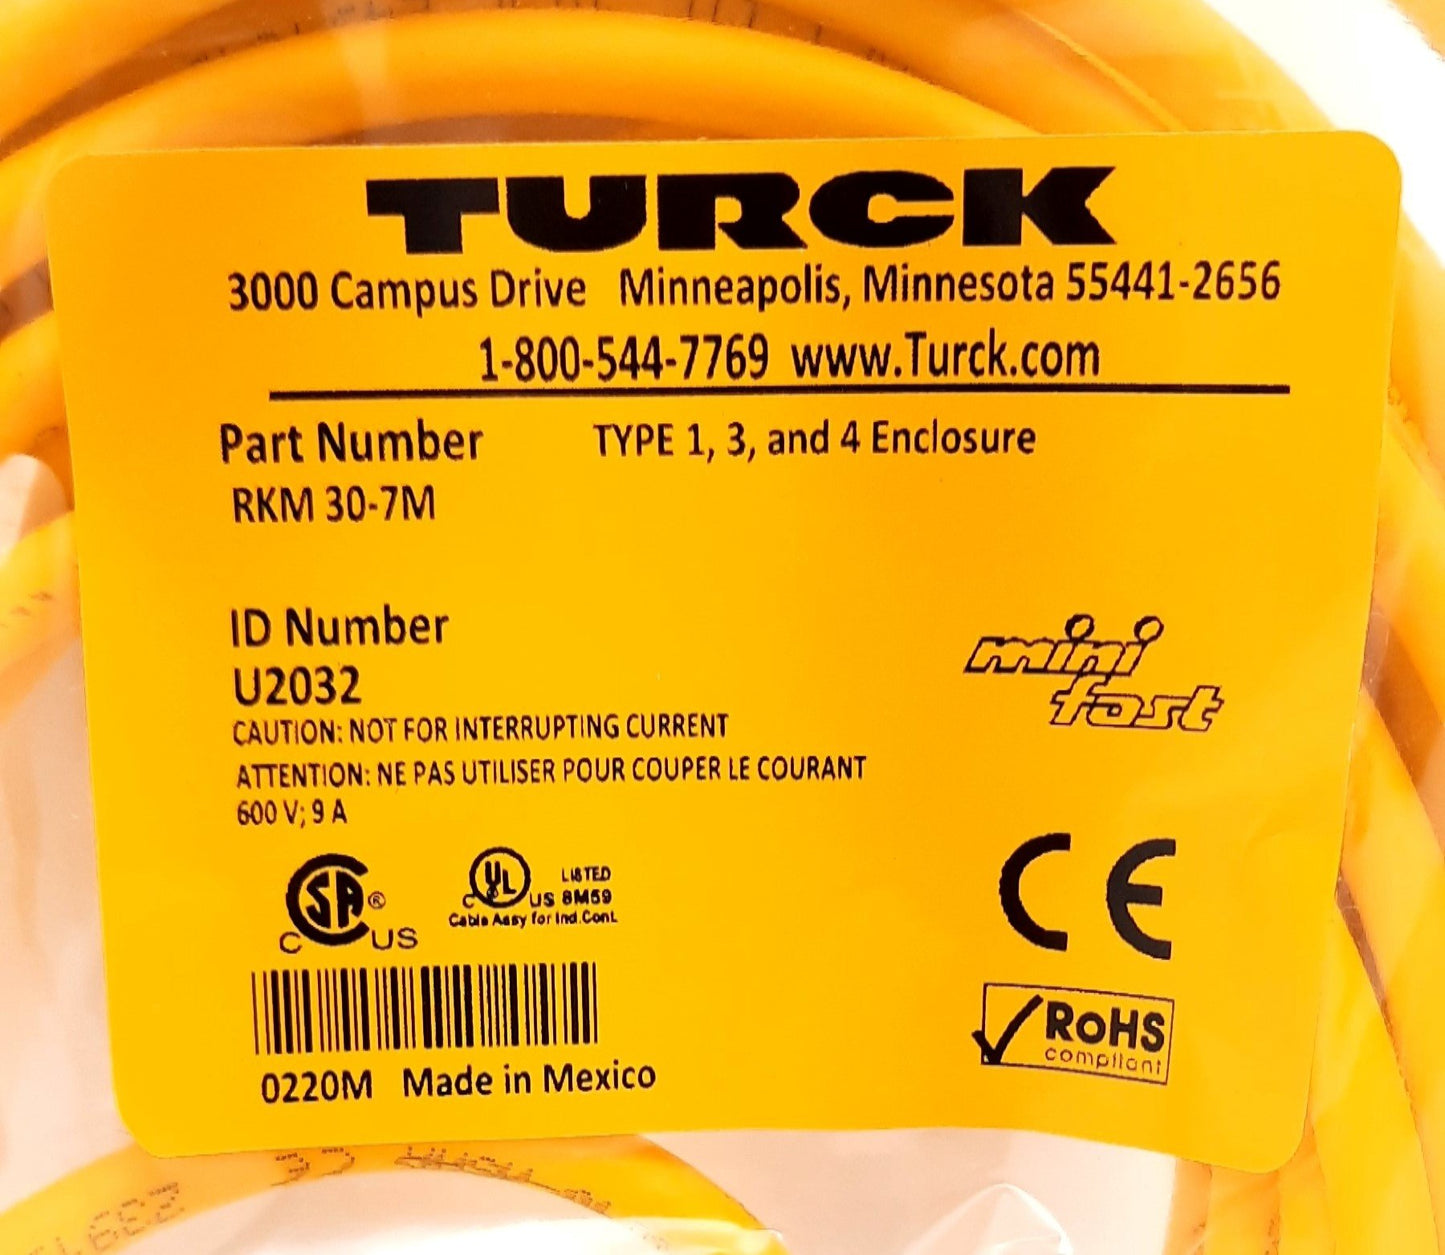 TURCK
3000 Campus Drive Minneapolis, Minnesota 55441-2656
1-800-544-7769 www.Turck.com
Part Number TYPE 1, 3, and 4 Enclosure
RKM 30-7M
ID Number
U2032
mini
fast
CAUTION: NOT FOR INTERRUPTING CURRENT
ATTENTION: NE PAS UTILISER POUR COUPER LE COURANT
600 V; 9 A
CSA ® C US
C UL US LISTED 8M59
Cable Assy for Ind.Cont.
CE
RoHS
compliant
0220M Made in Mexico